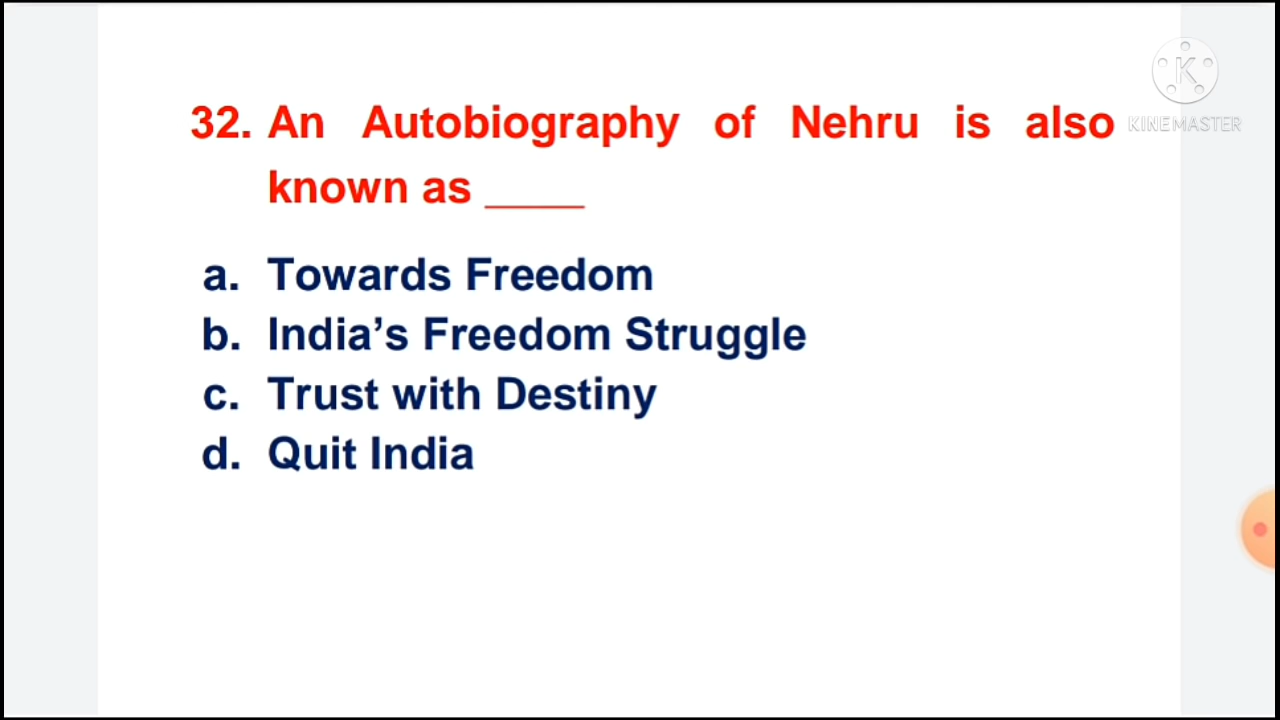 32. An Autobiography of Nehru is also
known as ____
a. Towards Freedom
b. India's Freedom Struggle
c. Trust with Destiny
d. Quit India
K
KINEMASTER